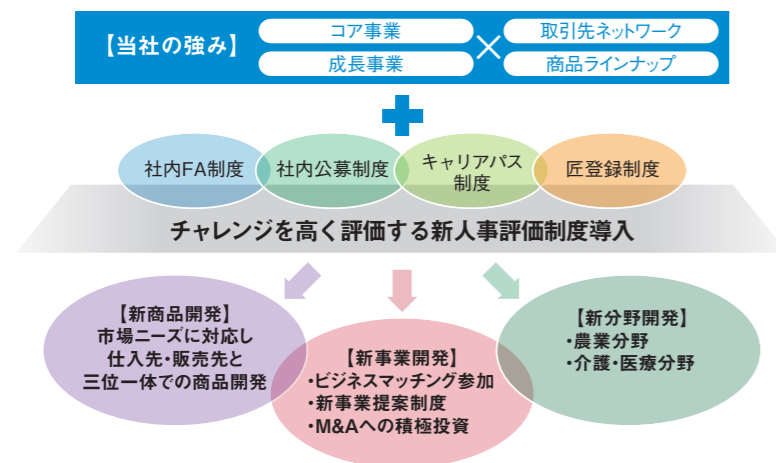 【当社の強み】
コア事業
成長事業
×
取引先ネットワーク
商品ラインナップ
社内FA制度
社内公募制度
キャリアパス
制度
匠登録制度
チャレンジを高く評価する新人事評価制度導入
【新商品開発】
市場ニーズに対応し
仕入先・販売先と
三位一体での商品開発
【新事業開発】
・ビジネスマッチング参加
・新事業提案制度
・M&Aへの積極投資
【新分野開発】
・農業分野
・介護・医療分野